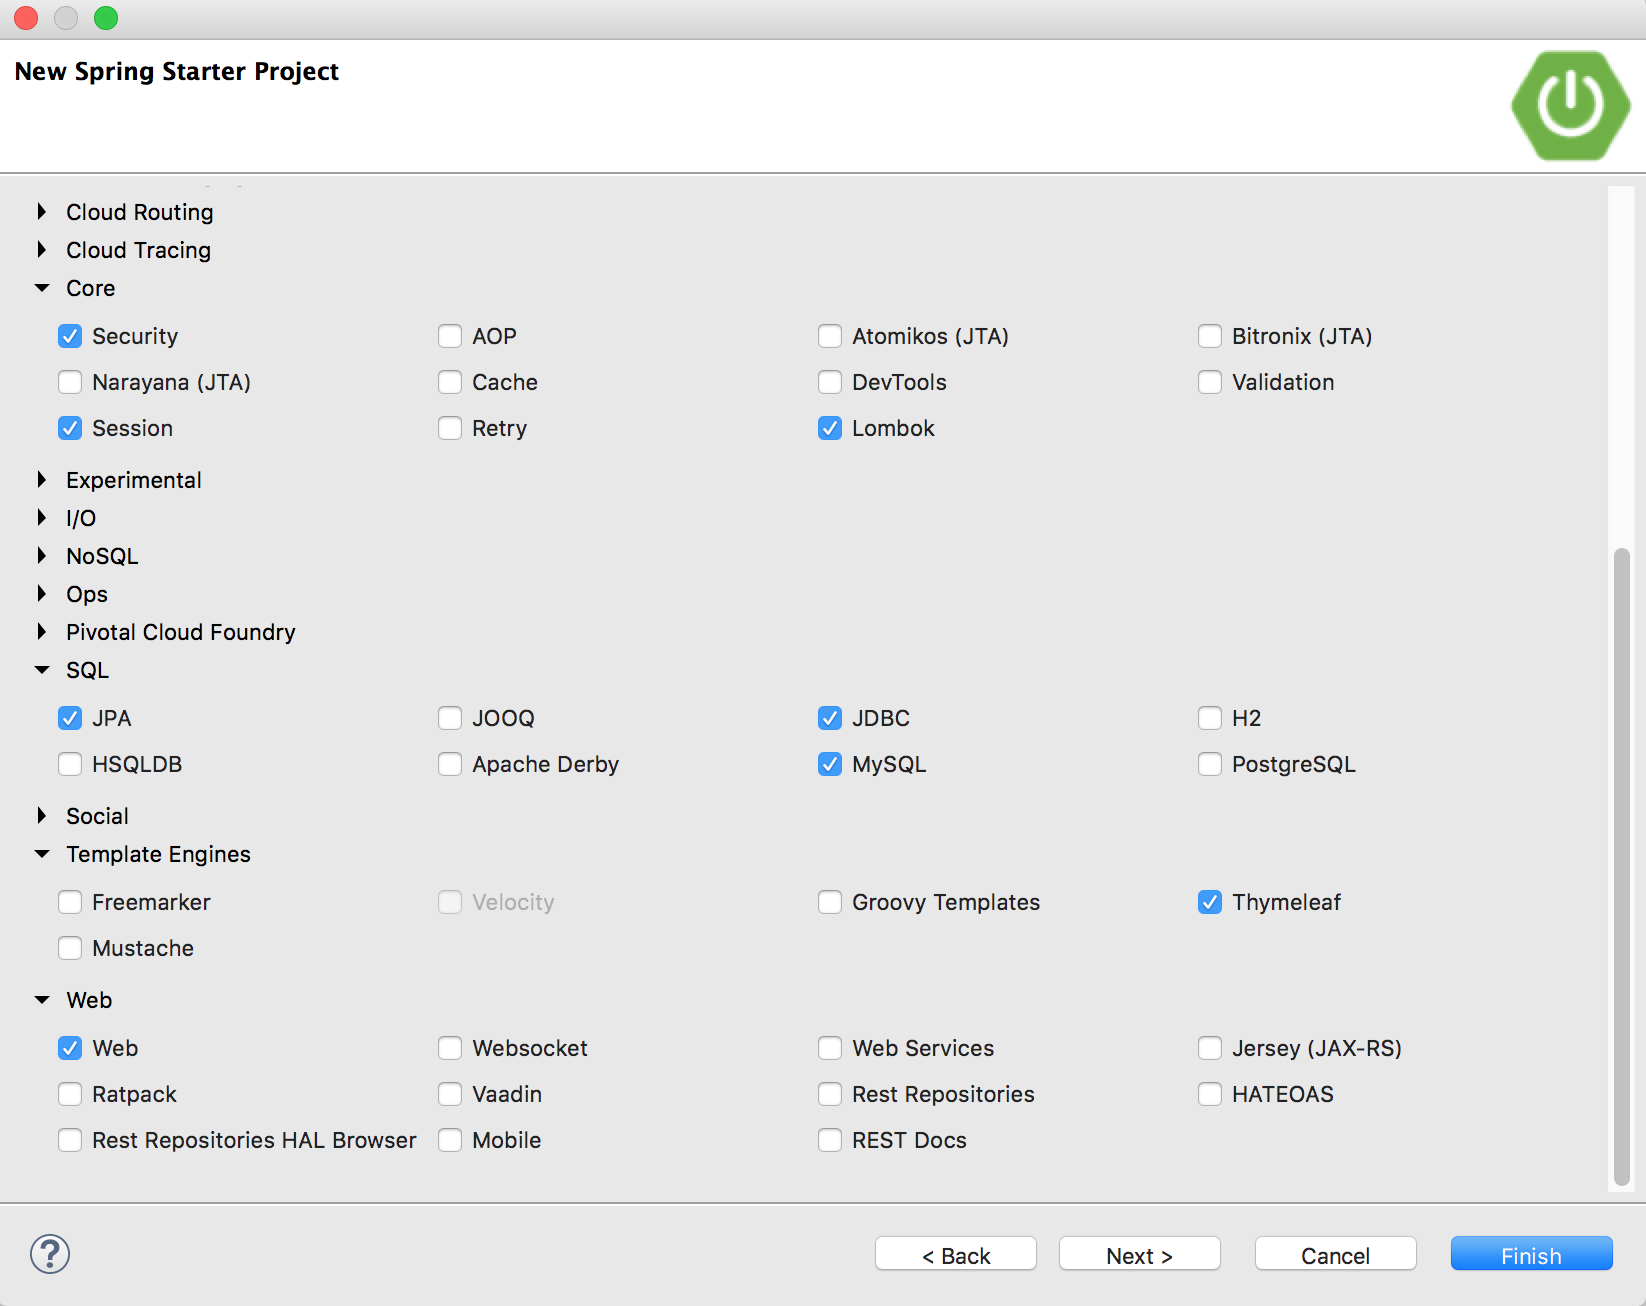 New Spring Starter Project
Cloud Routing
Cloud Tracing
Core
Security AOP Atomikos (JTA) Bitronix (JTA)
Narayana (JTA) Cache DevTools Validation
Session Retry Lombok
Experimental
I/O
NoSQL
Ops
Pivotal Cloud Foundry
SQL
JPA JOOQ JDBC H2
HSQLDB Apache Derby MySQL PostgreSQL
Social
Template Engines
Freemarker Velocity Groovy Templates Thymeleaf
Mustache
Web
Web Websocket Web Services Jersey (JAX-RS)
Ratpack Vaadin Rest Repositories HATEOAS
Rest Repositories HAL Browser Mobile REST Docs
? < Back Next > Cancel Finish